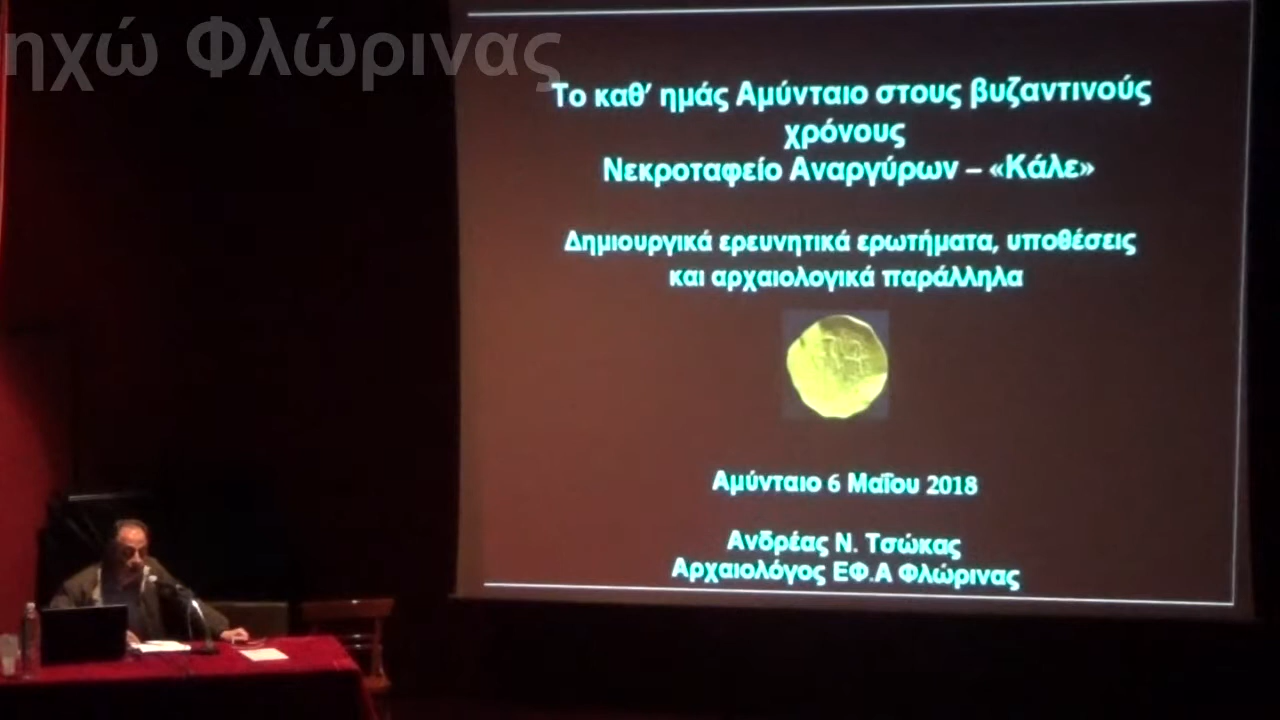 ηχώ Φλώρινας
Το καθ’ ημάς Αμύνταιο στους βυζαντινούς
χρόνους
Νεκροταφείο Αναργύρων – «Κάλε»
Δημιουργικά ερευνητικά ερωτήματα, υποθέσεις
και αρχαιολογικά παράλληλα
Αμύνταιο 6 Μαΐου 2018
Ανδρέας Ν. Τσώκας
Αρχαιολόγος ΕΦ.Α Φλώρινας